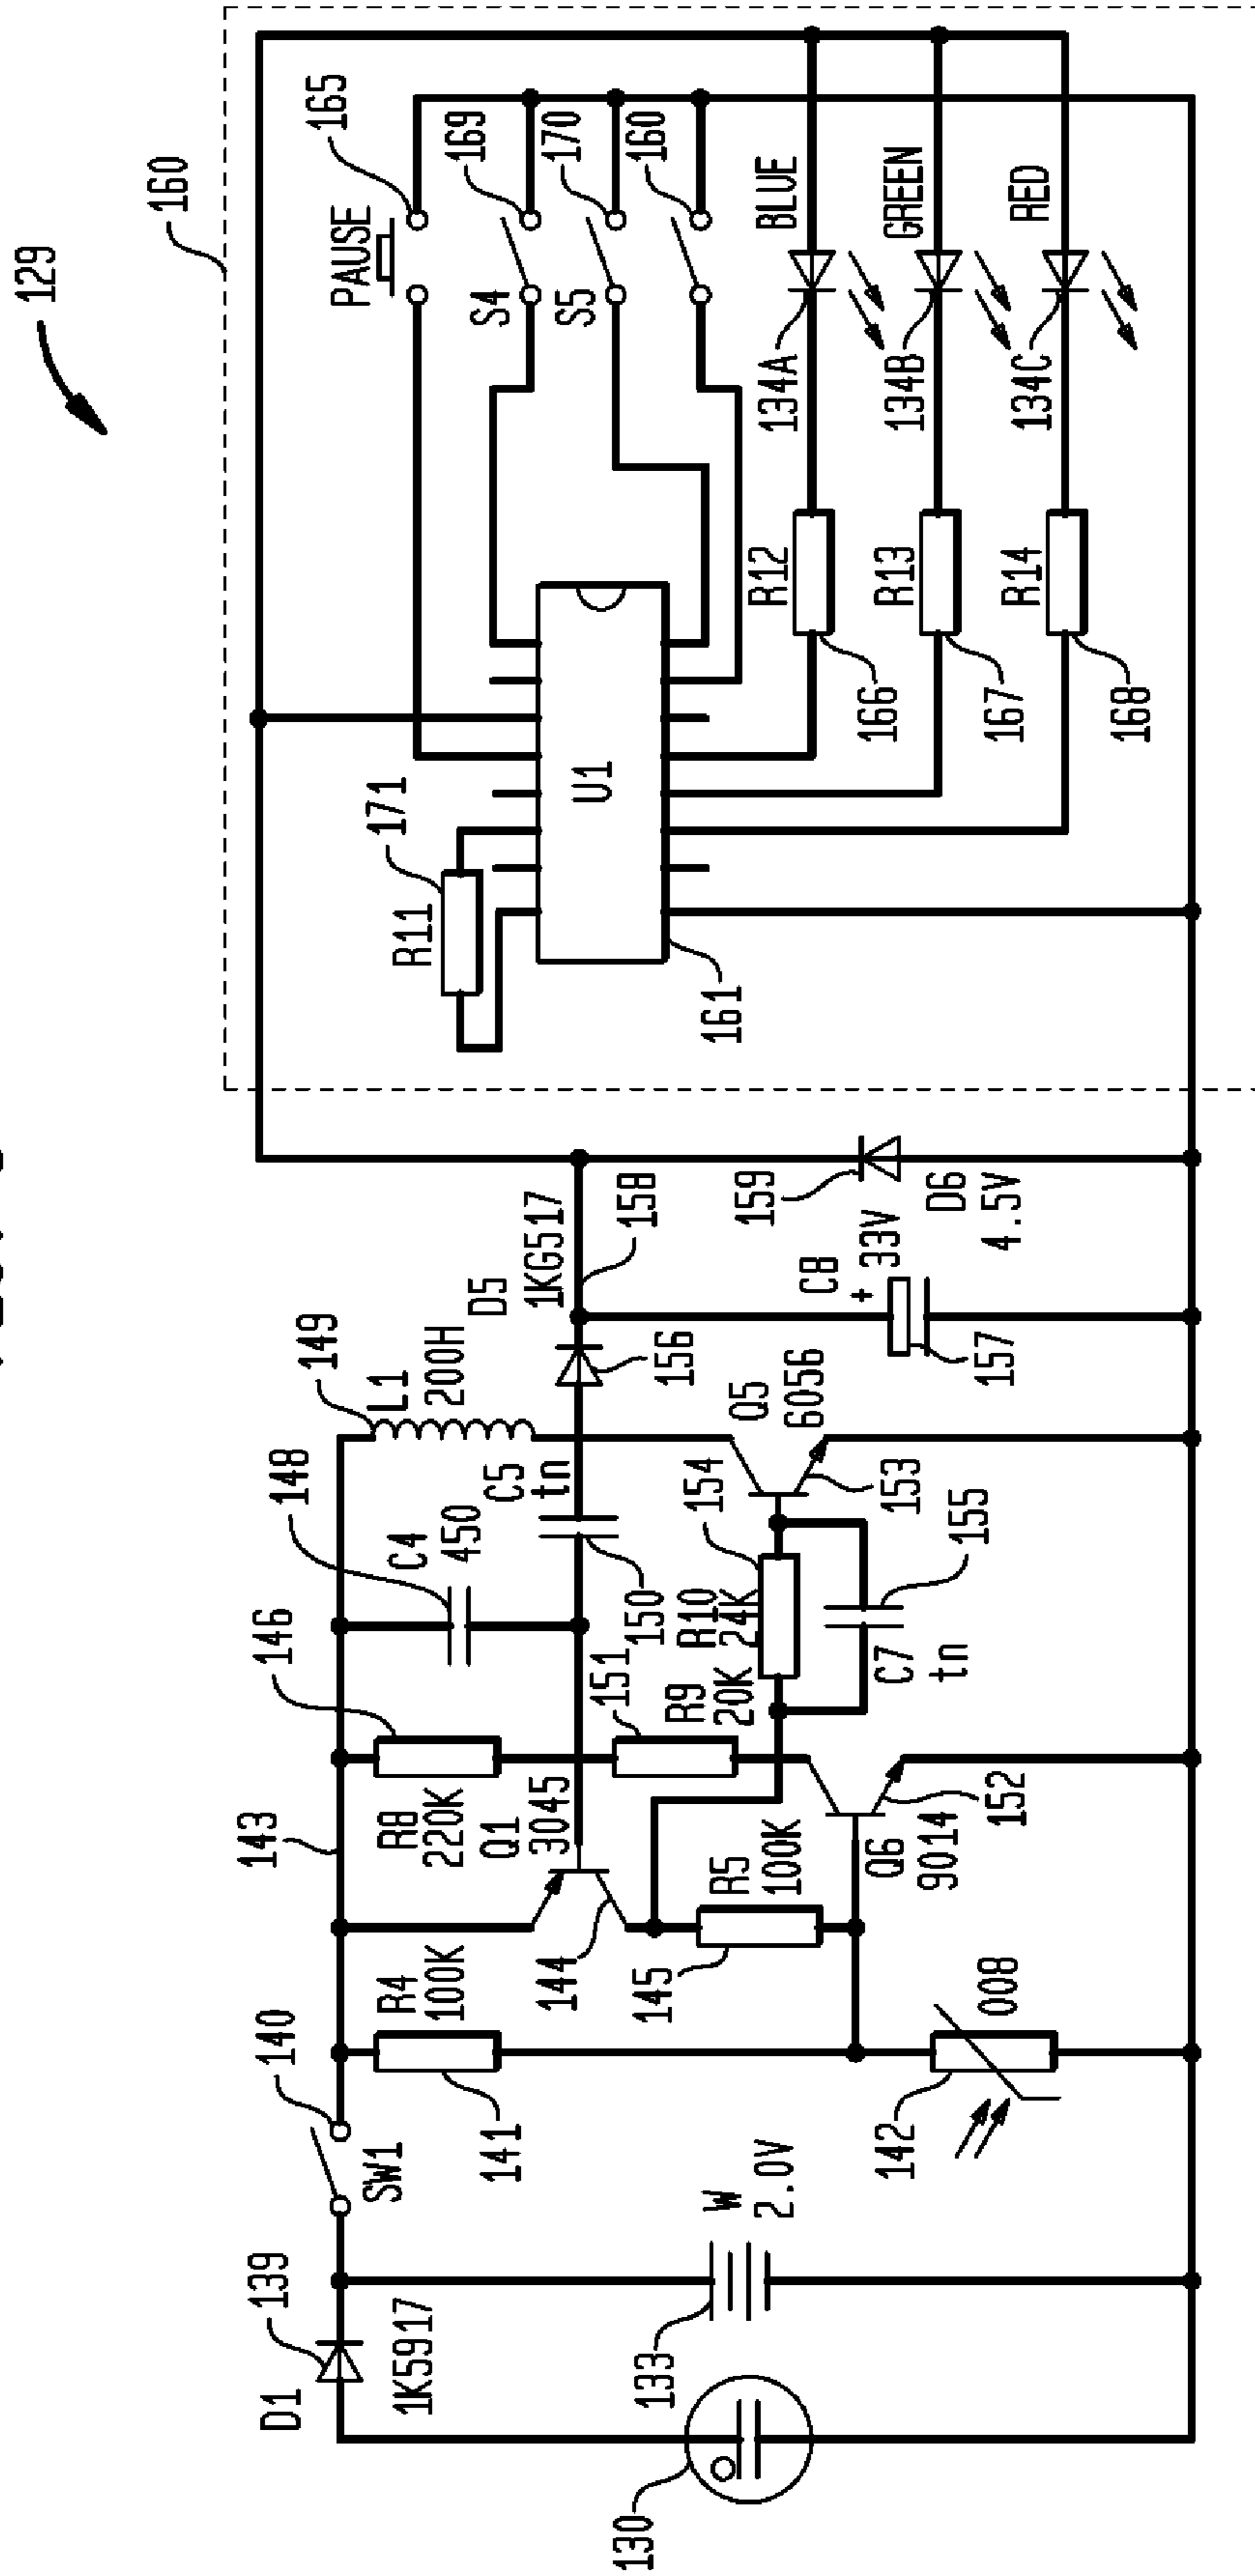 129
160
PAUSE
165
S4
169
S5
170
160
BLUE
134A
GREEN
134B
RED
134C
R12
166
R13
167
R14
168
R11
171
U1
161
149
L1
200H
D5
1KG517
158
156
159
D6
4.5V
C8
+ 33V
157
148
C4
450
C5
tn
150
146
143
R8
220K
Q1
3045
151
R9
20K
R10
24K
154
C7
tn
155
Q5
6056
153
144
R5
100K
145
Q6
9014
152
140
SW1
R4
100K
141
008
142
139
D1
1K5917
W
2.0V
133
130